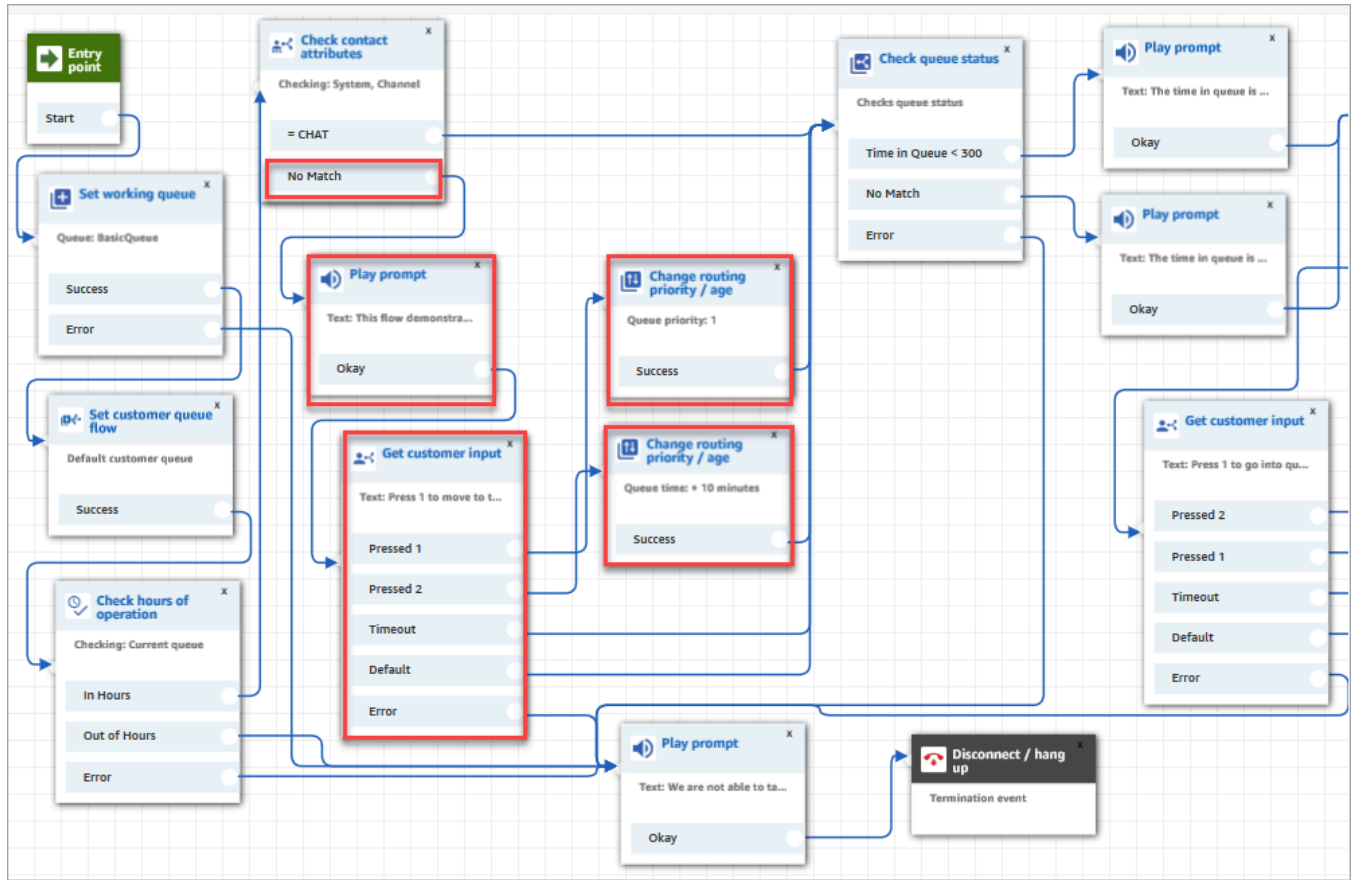 Entry
point
Start
Set working queue
x
Queue: BasicQueue
Success
Error
Set customer queue
flow
x
Default customer queue
Success
Check hours of
operation
x
Checking: Current queue
In Hours
Out of Hours
Error
Check contact
attributes
x
Checking: System, Channel
= CHAT
No Match
Play prompt
x
Text: This flow demonstra...
Okay
Get customer input
x
Text: Press 1 to move to t...
Pressed 1
Pressed 2
Timeout
Default
Error
Change routing
priority / age
x
Queue priority: 1
Success
Change routing
priority / age
x
Queue time: + 10 minutes
Success
Play prompt
x
Text: We are not able to ta...
Okay
Disconnect / hang
up
x
Termination event
Check queue status
x
Checks queue status
Time in Queue < 300
No Match
Error
Play prompt
x
Text: The time in queue is ...
Okay
Play prompt
x
Text: The time in queue is ...
Okay
Get customer input
x
Text: Press 1 to go into qu...
Pressed 2
Pressed 1
Timeout
Default
Error